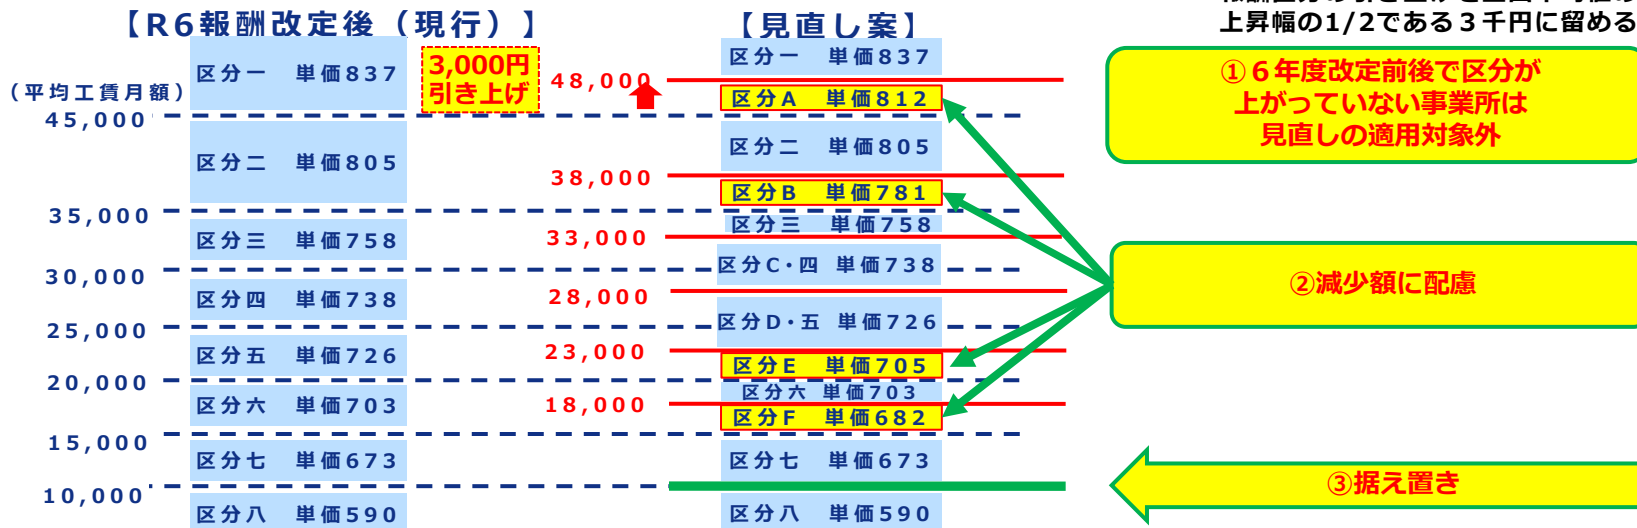 上昇幅の1/2である３千円に留める
【R6報酬改定後（現行）】
【見直し案】
(平均工賃月額)
区分一　単価837
45,000
区分二　単価805
35,000
区分三　単価758
30,000
区分四　単価738
25,000
区分五　単価726
20,000
区分六　単価703
15,000
区分七　単価673
10,000
区分八　単価590
3,000円
引き上げ
区分一　単価837
48,000
区分A　単価812
区分二　単価805
38,000
区分B　単価781
区分三　単価758
33,000
区分C・四　単価738
28,000
区分D・五　単価726
23,000
区分E　単価705
区分六　単価703
18,000
区分F　単価682
区分七　単価673
区分八　単価590
①６年度改定前後で区分が
上がっていない事業所は
見直しの適用対象外
②減少額に配慮
③据え置き